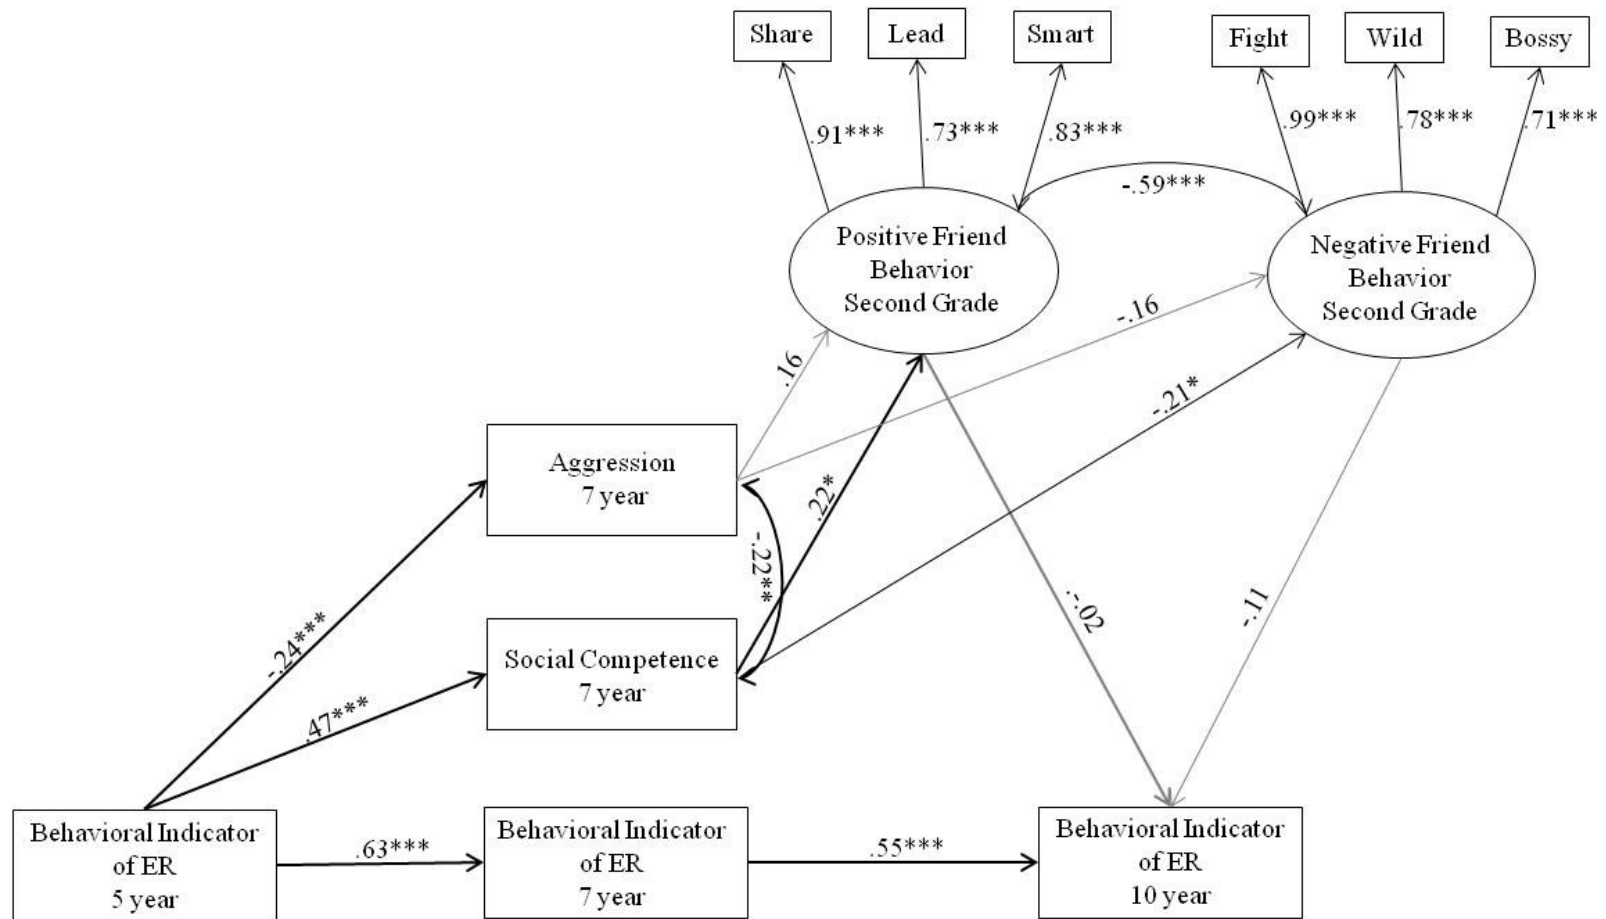 Share
Lead
Smart
Fight
Wild
Bossy
.91***
.73***
.83***
.99***
.78***
.71***
-.59***
Positive Friend
Behavior
Second Grade
Negative Friend
Behavior
Second Grade
.16
-.16
-.21*
Aggression
7 year
.22*
-.22**
-.02
-.11
Social Competence
7 year
-.24***
.47***
Behavioral Indicator
of ER
5 year
.63***
Behavioral Indicator
of ER
7 year
.55***
Behavioral Indicator
of ER
10 year